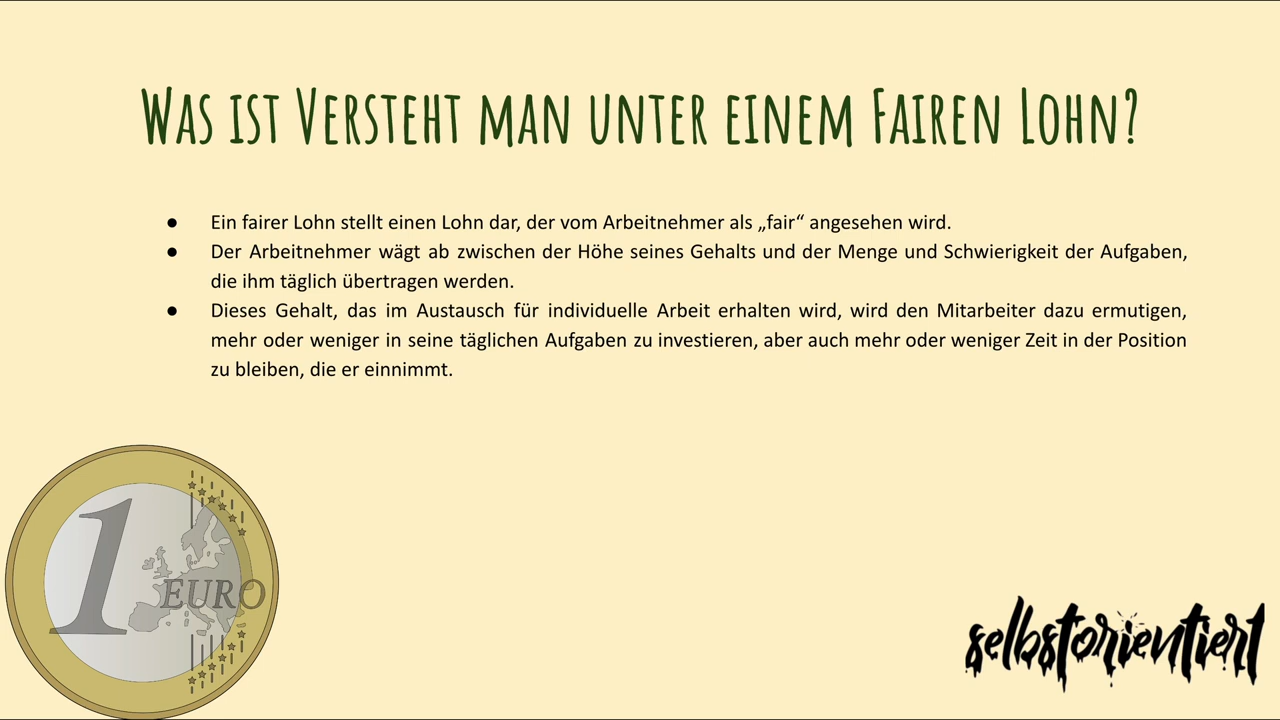 Was ist Versteht man unter einem Fairen Lohn?
● Ein fairer Lohn stellt einen Lohn dar, der vom Arbeitnehmer als „fair“ angesehen wird.
● Der Arbeitnehmer wägt ab zwischen der Höhe seines Gehalts und der Menge und Schwierigkeit der Aufgaben,
die ihm täglich übertragen werden.
● Dieses Gehalt, das im Austausch für individuelle Arbeit erhalten wird, wird den Mitarbeiter dazu ermutigen,
mehr oder weniger in seine täglichen Aufgaben zu investieren, aber auch mehr oder weniger Zeit in der Position
zu bleiben, die er einnimmt.
1
EURO
selbstorientiert